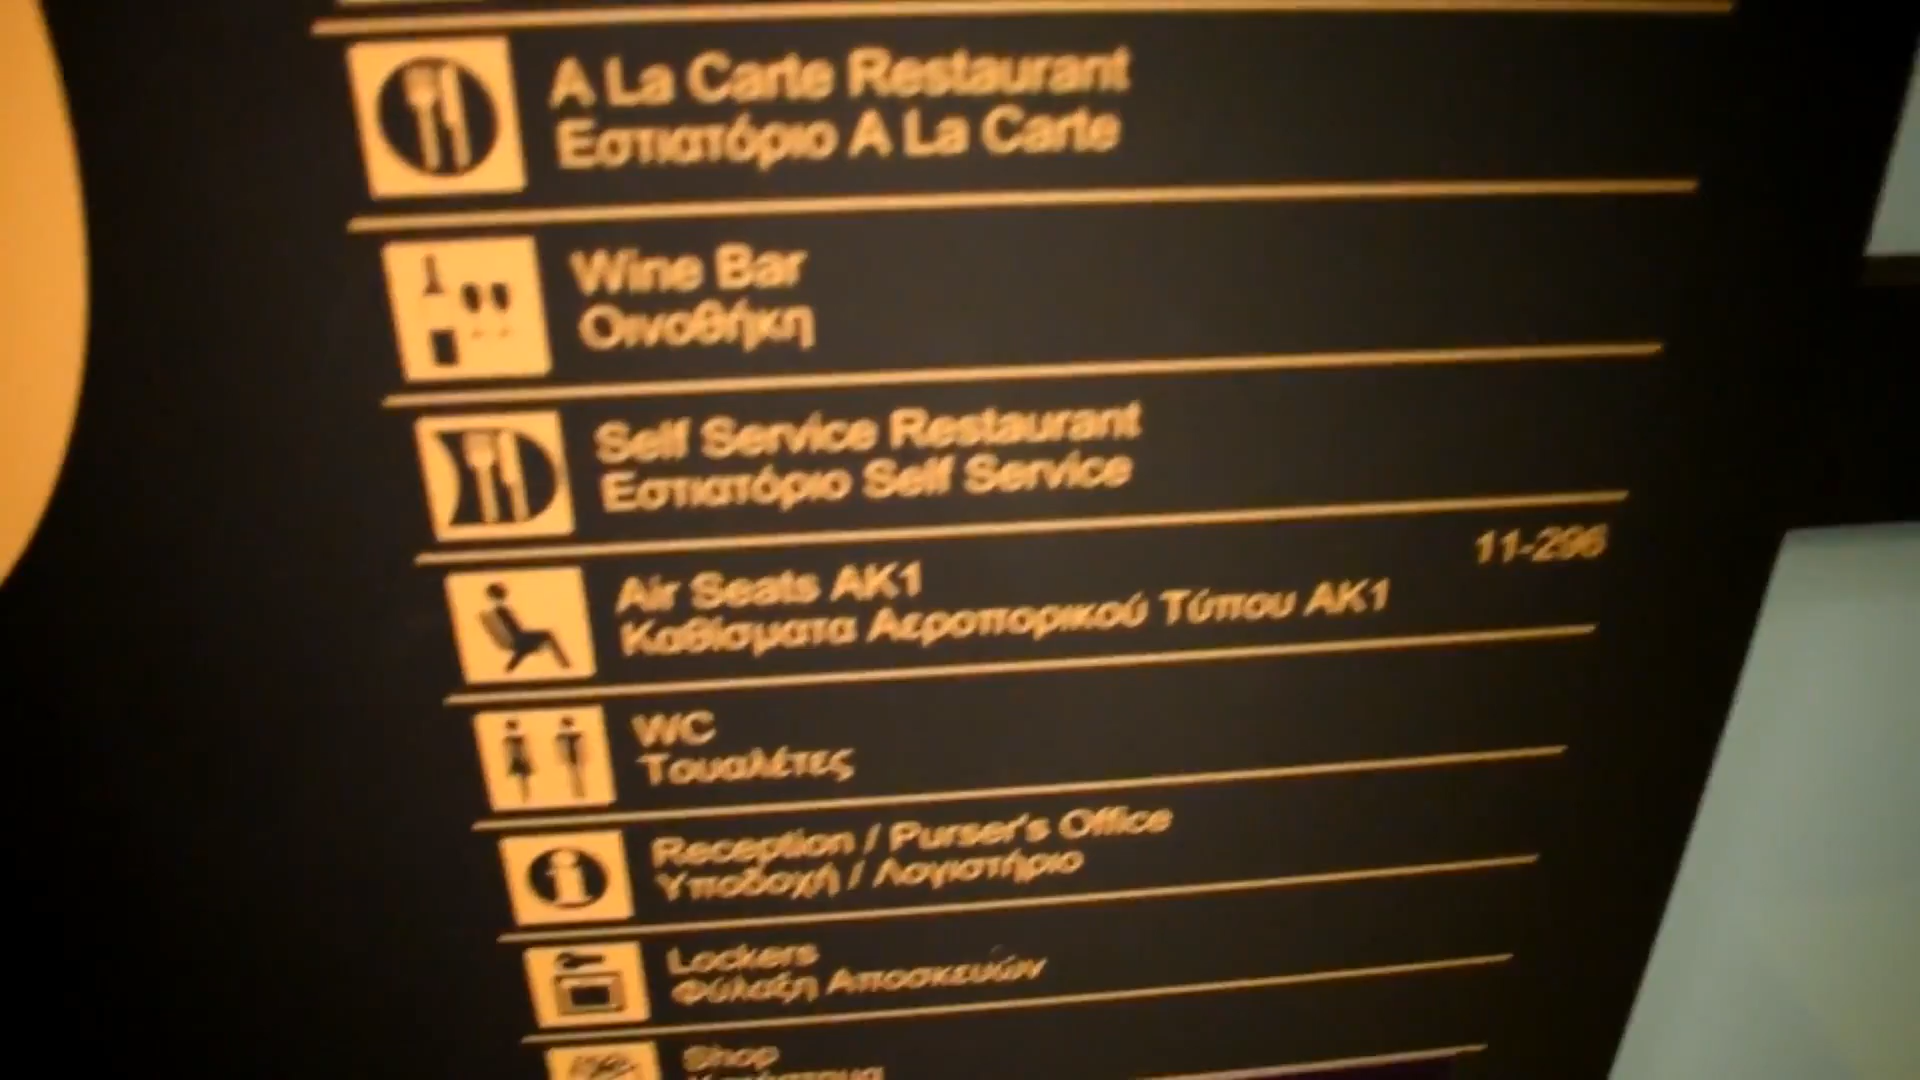 A La Carte Restaurant
Εστιατόριο A La Carte
Wine Bar
Οινοθήκη
Self Service Restaurant
Εστιατόριο Self Service
11-296
Air Seats AK1
Καθίσματα Αεροπορικού Τύπου AK1
WC
Τουαλέτες
Reception / Purser's Office
Υποδοχή / Λογιστήριο
Lockers
Φύλαξη Αποσκευών
Shop